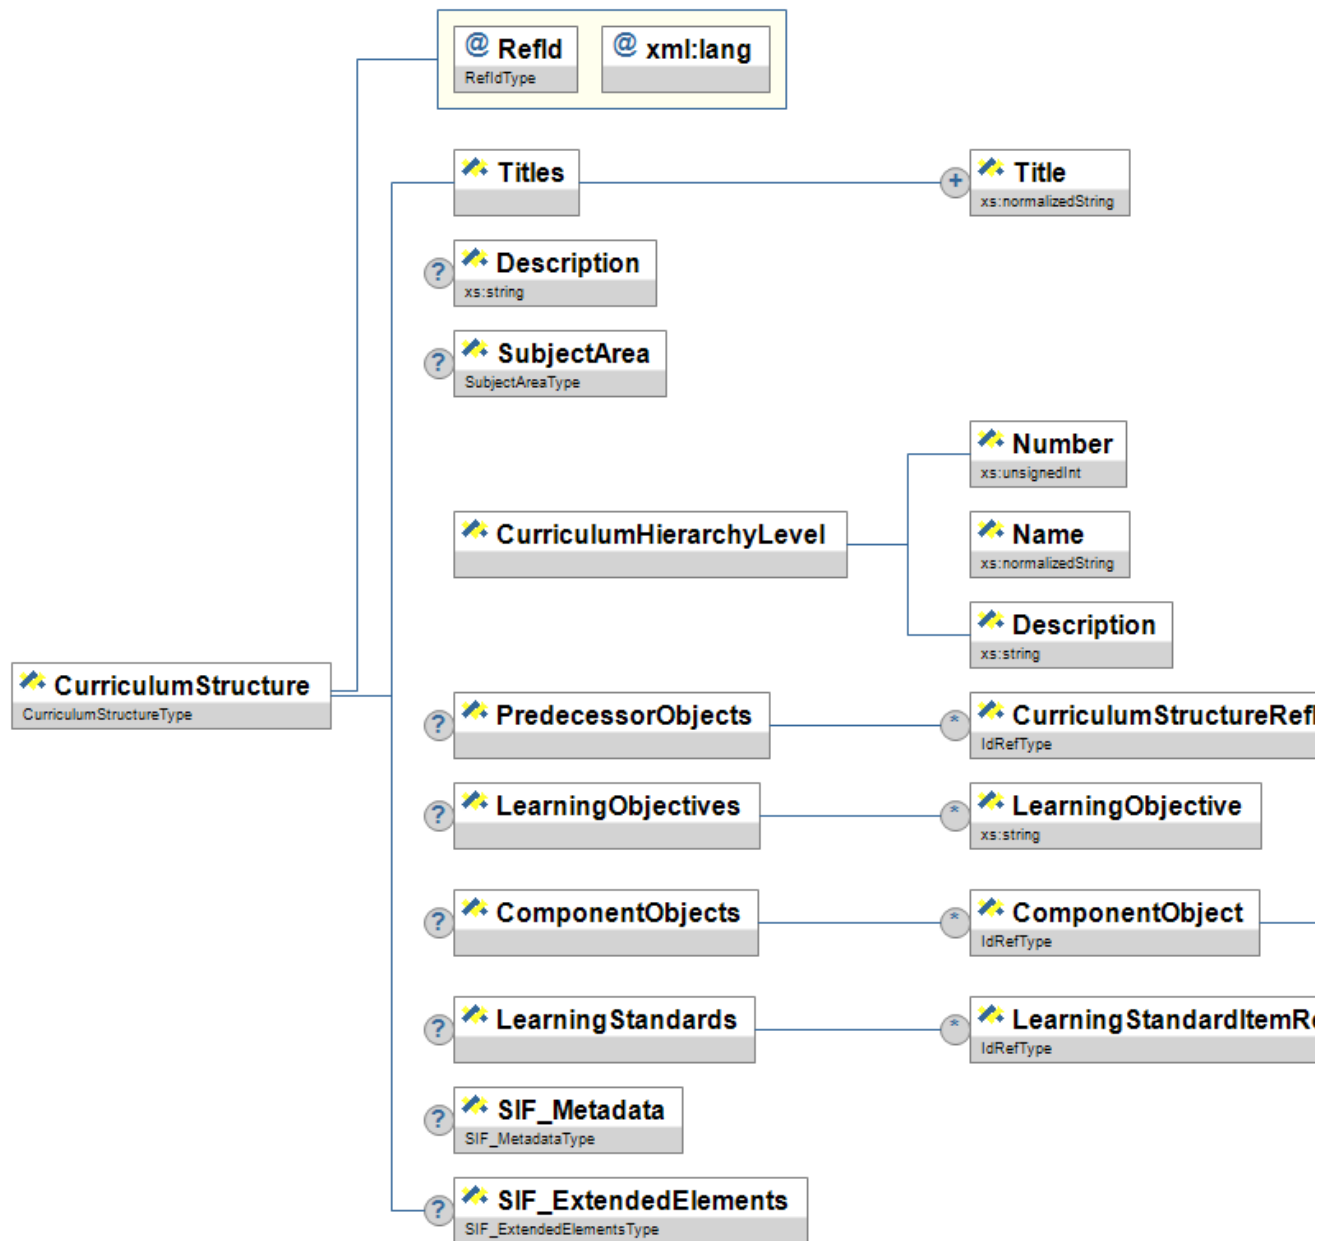 @ RefId
RefIdType
@ xml:lang
Titles
+
Title
xs:normalizedString
?
Description
xs:string
?
SubjectArea
SubjectAreaType
CurriculumHierarchyLevel
Number
xs:unsignedInt
Name
xs:normalizedString
Description
xs:string
CurriculumStructure
CurriculumStructureType
?
PredecessorObjects
*
CurriculumStructureRefI
IdRefType
?
LearningObjectives
*
LearningObjective
xs:string
?
ComponentObjects
*
ComponentObject
IdRefType
?
LearningStandards
*
LearningStandardItemRe
IdRefType
?
SIF_Metadata
SIF_MetadataType
?
SIF_ExtendedElements
SIF_ExtendedElementsType